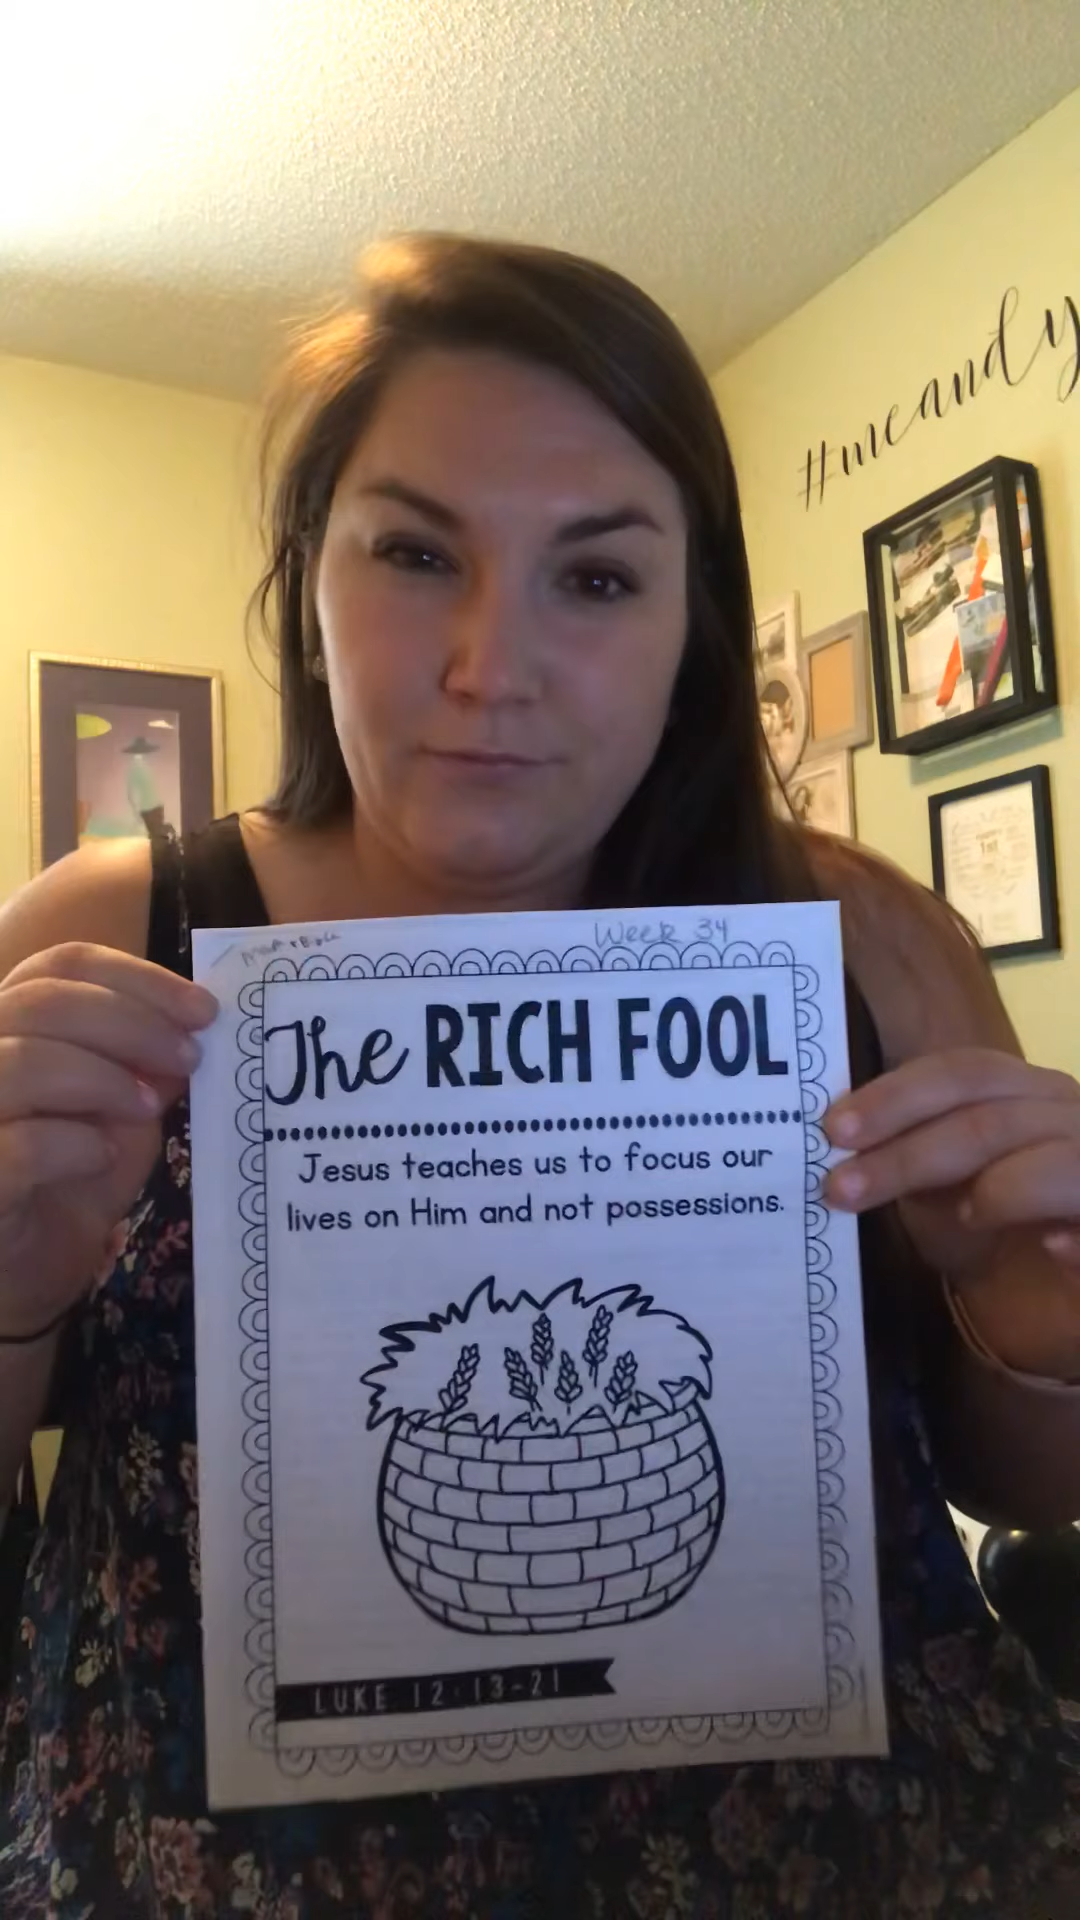 #meandy
Week 34
The RICH FOOL
Jesus teaches us to focus our
lives on Him and not possessions.
LUKE 12:13-21